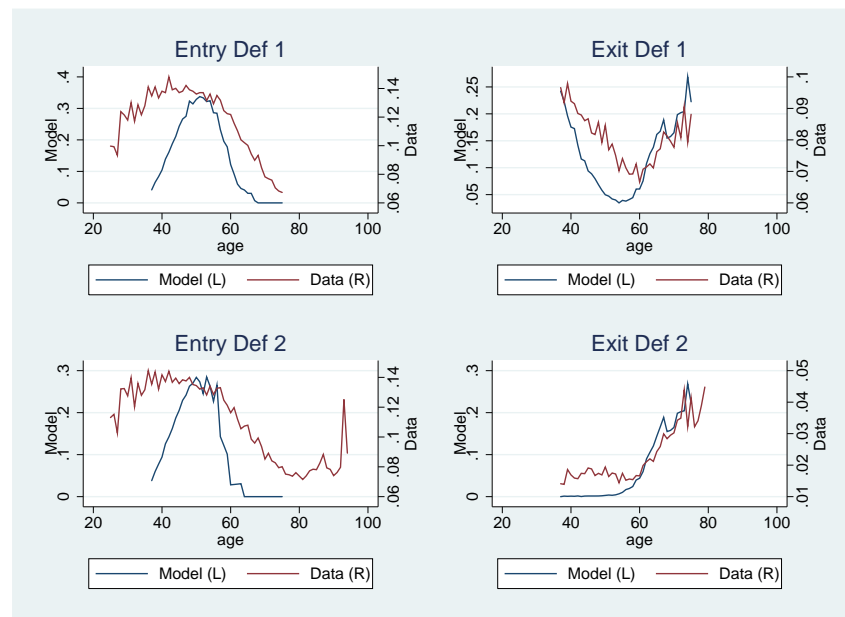 Entry Def 1
Model
0 .1 .2 .3 .4
.06 .08 .1 .12 .14
Data
20 40 60 80 100
age
Model (L) Data (R)
Exit Def 1
Model
.05 .1 .15 .2 .25
.06 .07 .08 .09 .1
Data
20 40 60 80 100
age
Model (L) Data (R)
Entry Def 2
Model
0 .1 .2 .3
.06 .08 .1 .12 .14
Data
20 40 60 80 100
age
Model (L) Data (R)
Exit Def 2
Model
0 .1 .2 .3
.01 .02 .03 .04 .05
Data
20 40 60 80 100
age
Model (L) Data (R)